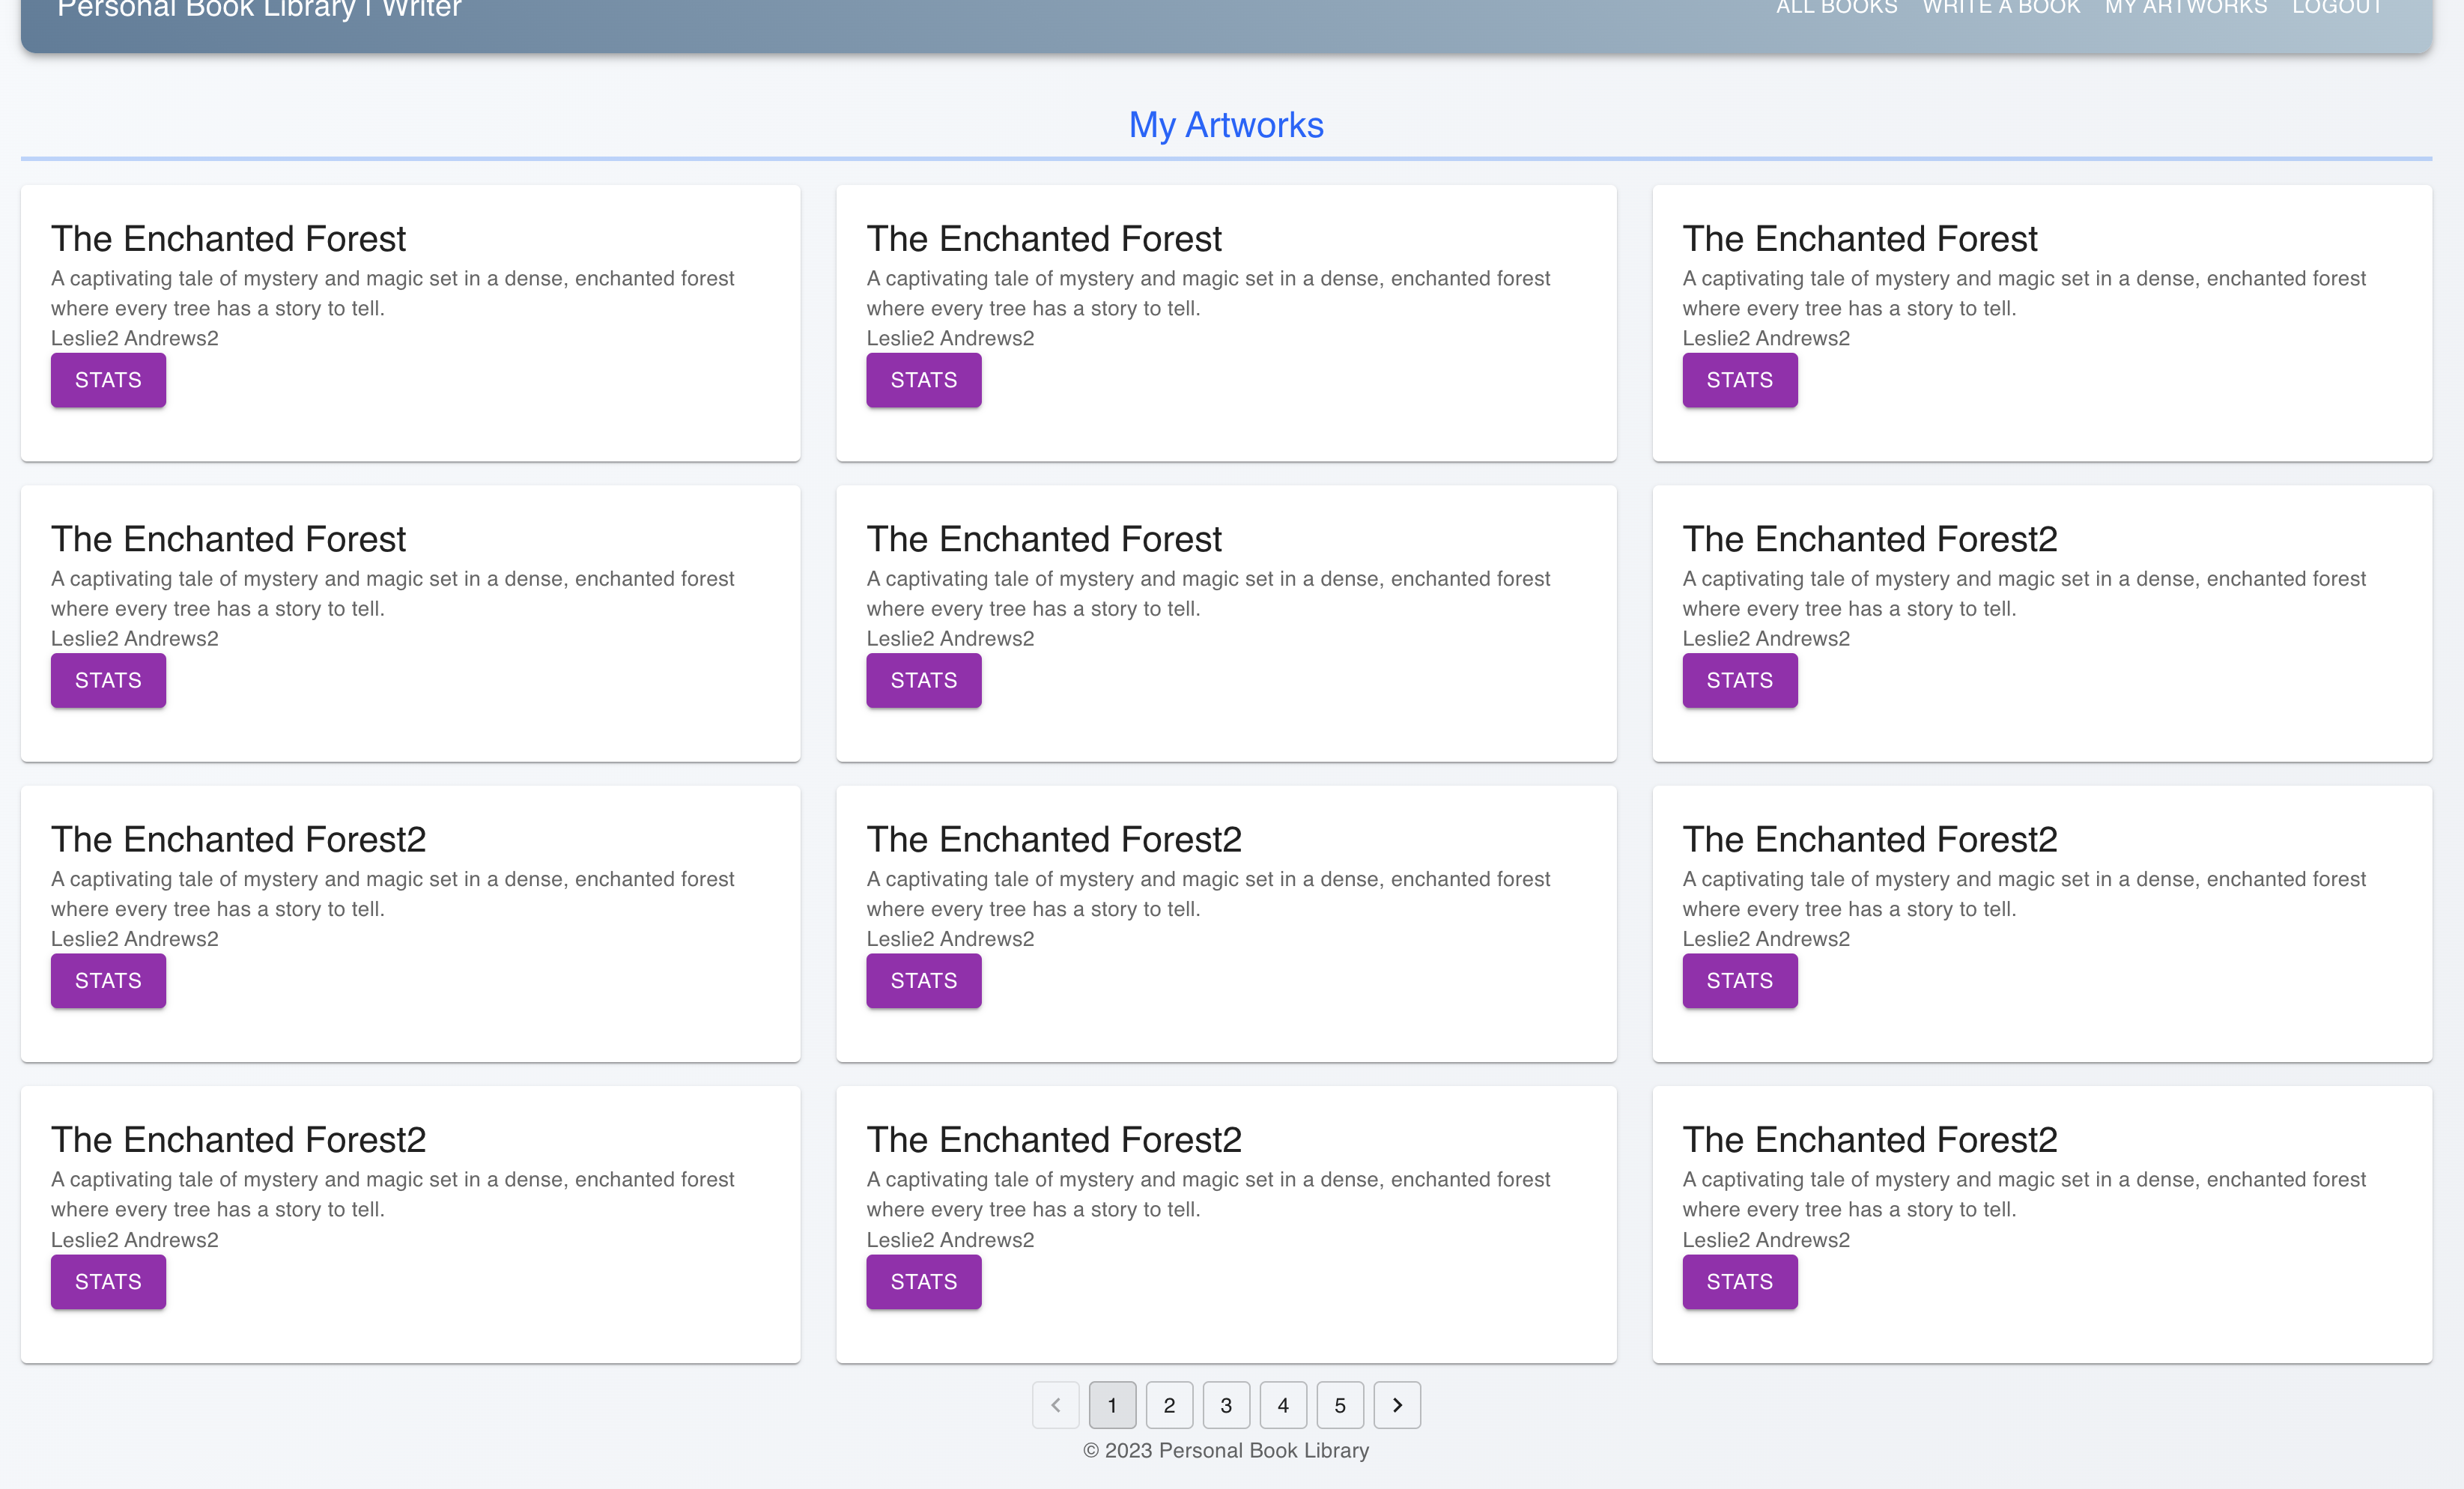 Personal Book Library | Writer
ALL BOOKS WRITE A BOOK MY ARTWORKS LOGOUT
My Artworks
The Enchanted Forest
A captivating tale of mystery and magic set in a dense, enchanted forest
where every tree has a story to tell.
Leslie2 Andrews2
STATS
The Enchanted Forest
A captivating tale of mystery and magic set in a dense, enchanted forest
where every tree has a story to tell.
Leslie2 Andrews2
STATS
The Enchanted Forest
A captivating tale of mystery and magic set in a dense, enchanted forest
where every tree has a story to tell.
Leslie2 Andrews2
STATS
The Enchanted Forest
A captivating tale of mystery and magic set in a dense, enchanted forest
where every tree has a story to tell.
Leslie2 Andrews2
STATS
The Enchanted Forest
A captivating tale of mystery and magic set in a dense, enchanted forest
where every tree has a story to tell.
Leslie2 Andrews2
STATS
The Enchanted Forest2
A captivating tale of mystery and magic set in a dense, enchanted forest
where every tree has a story to tell.
Leslie2 Andrews2
STATS
The Enchanted Forest2
A captivating tale of mystery and magic set in a dense, enchanted forest
where every tree has a story to tell.
Leslie2 Andrews2
STATS
The Enchanted Forest2
A captivating tale of mystery and magic set in a dense, enchanted forest
where every tree has a story to tell.
Leslie2 Andrews2
STATS
The Enchanted Forest2
A captivating tale of mystery and magic set in a dense, enchanted forest
where every tree has a story to tell.
Leslie2 Andrews2
STATS
The Enchanted Forest2
A captivating tale of mystery and magic set in a dense, enchanted forest
where every tree has a story to tell.
Leslie2 Andrews2
STATS
The Enchanted Forest2
A captivating tale of mystery and magic set in a dense, enchanted forest
where every tree has a story to tell.
Leslie2 Andrews2
STATS
The Enchanted Forest2
A captivating tale of mystery and magic set in a dense, enchanted forest
where every tree has a story to tell.
Leslie2 Andrews2
STATS
1 2 3 4 5
© 2023 Personal Book Library